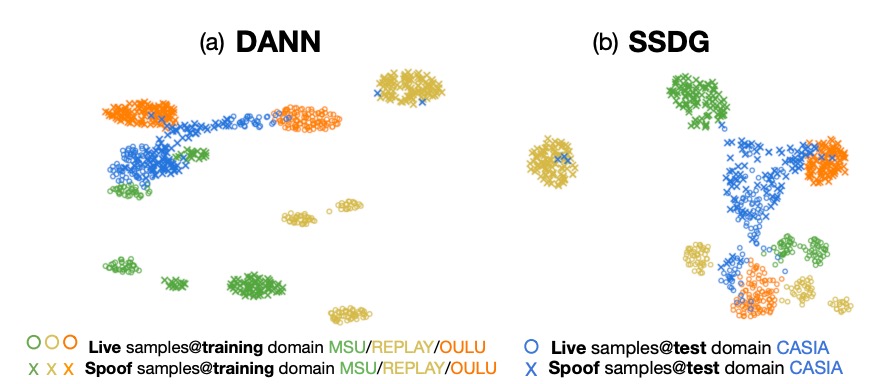 (a) DANN
(b) SSDG
Live samples@training domain MSU/REPLAY/OULU
x x x Spoof samples@training domain MSU/REPLAY/OULU
Live samples@test domain CASIA
x Spoof samples@test domain CASIA